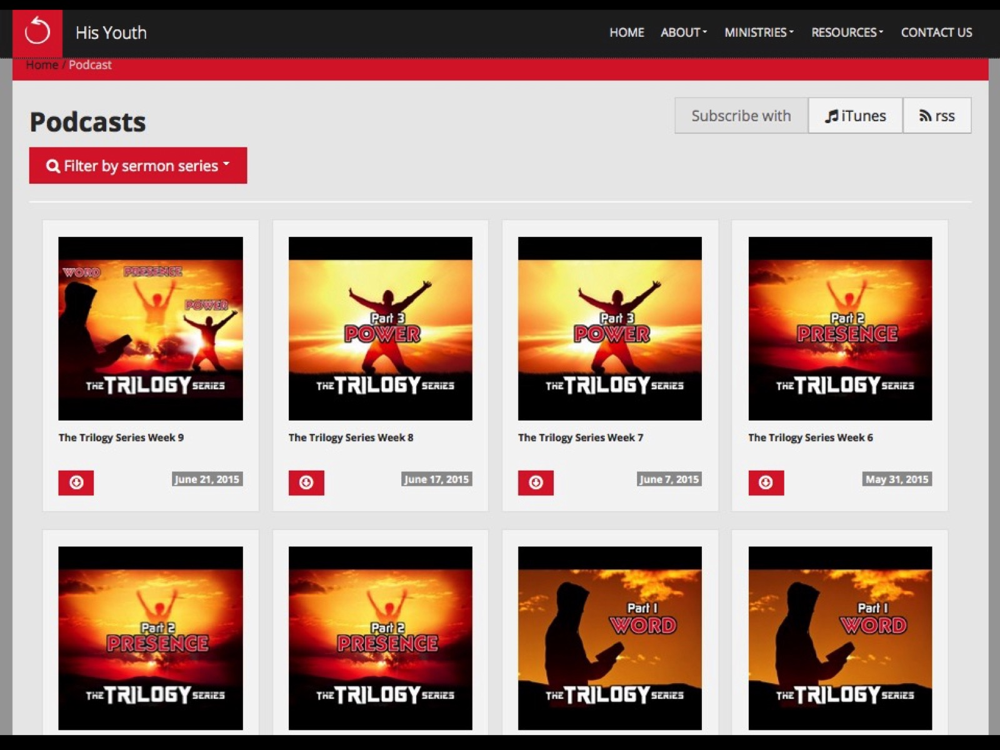 His Youth
HOME ABOUT MINISTRIES RESOURCES CONTACT US
Home / Podcast
Podcasts
Subscribe with iTunes rss
Filter by sermon series
WORD PRESENCE
POWER
THE TRILOGY SERIES
The Trilogy Series Week 9
June 21, 2015
Part 3
POWER
THE TRILOGY SERIES
The Trilogy Series Week 8
June 17, 2015
Part 3
POWER
THE TRILOGY SERIES
The Trilogy Series Week 7
June 7, 2015
Part 2
PRESENCE
THE TRILOGY SERIES
The Trilogy Series Week 6
May 31, 2015
Part 2
PRESENCE
THE TRILOGY SERIES
Part 2
PRESENCE
THE TRILOGY SERIES
Part 1
WORD
THE TRILOGY SERIES
Part 1
WORD
THE TRILOGY SERIES